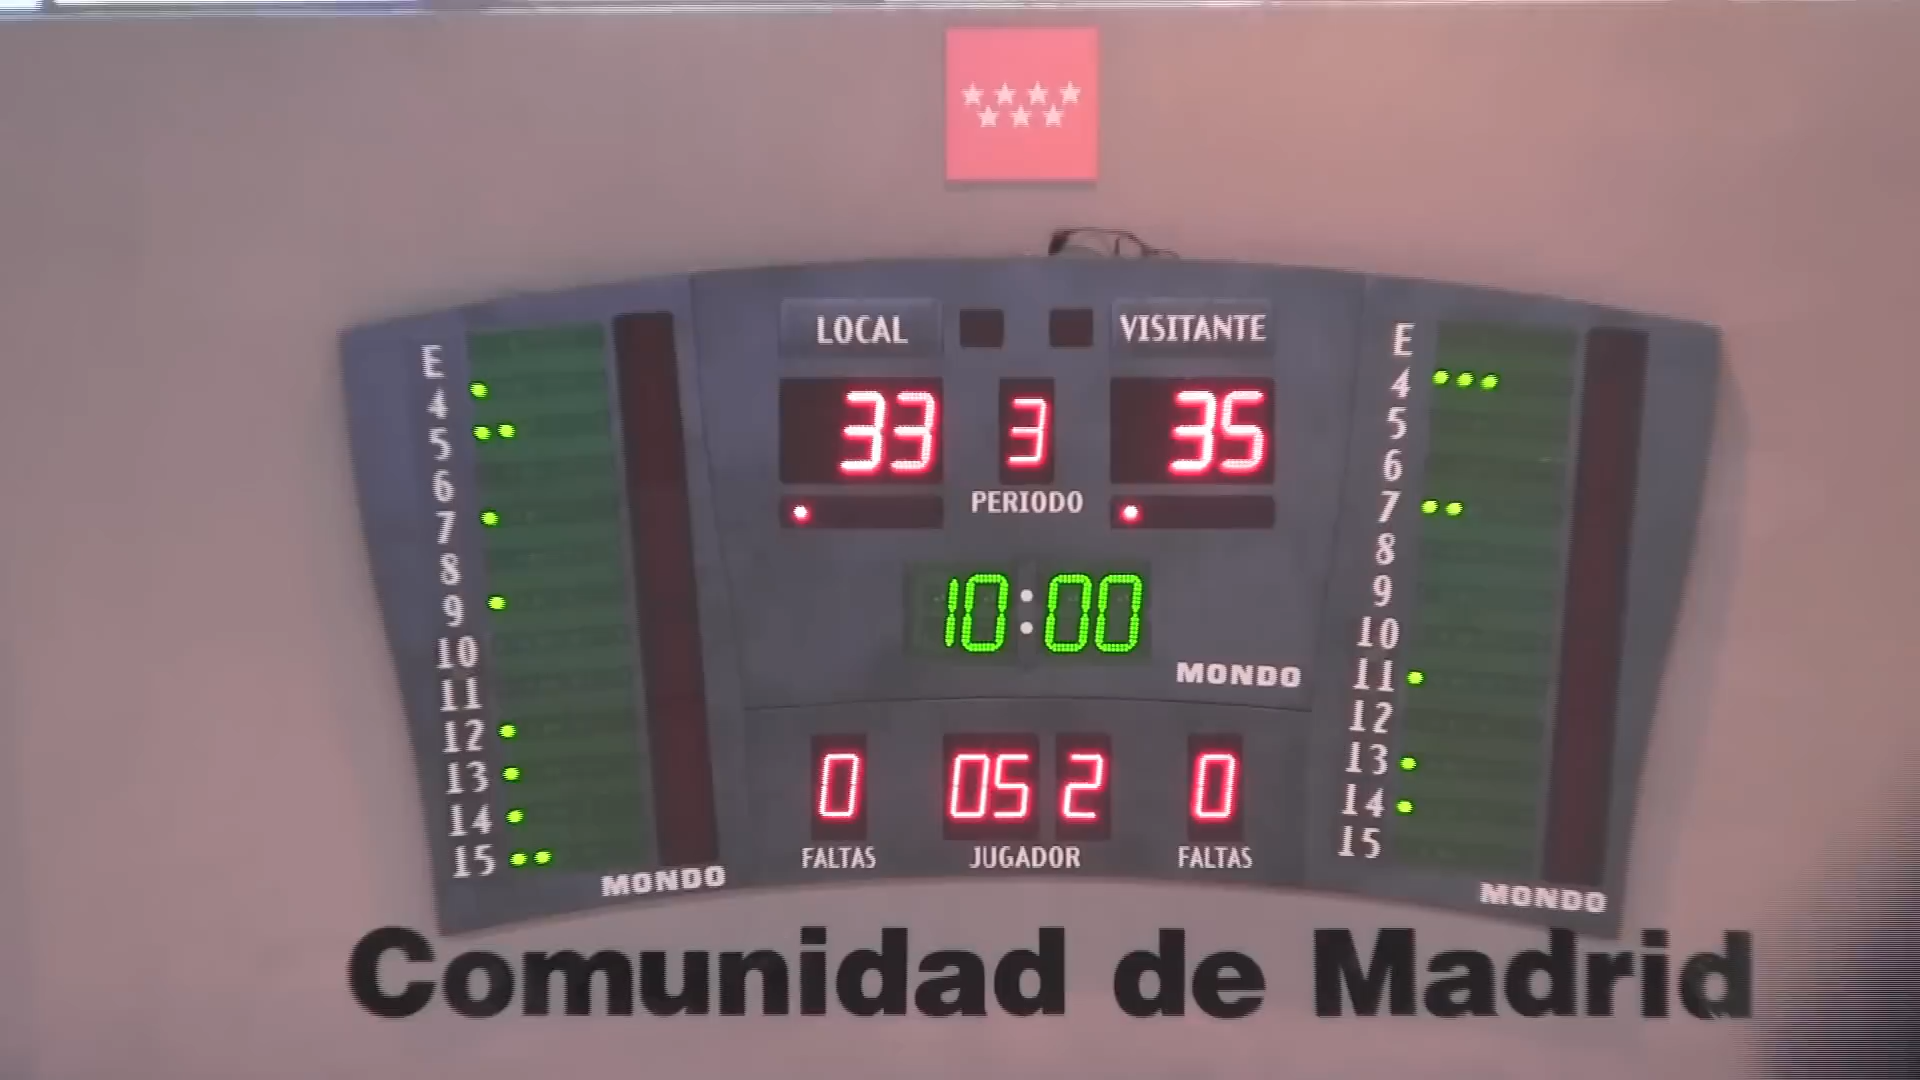 LOCAL VISITANTE
33 3 35
PERIODO
10:00
MONDO
0 05 2 0
FALTAS JUGADOR FALTAS
E
4
5
6
7
8
9
10
11
12
13
14
15
MONDO
E
4
5
6
7
8
9
10
11
12
13
14
15
MONDO
Comunidad de Madrid